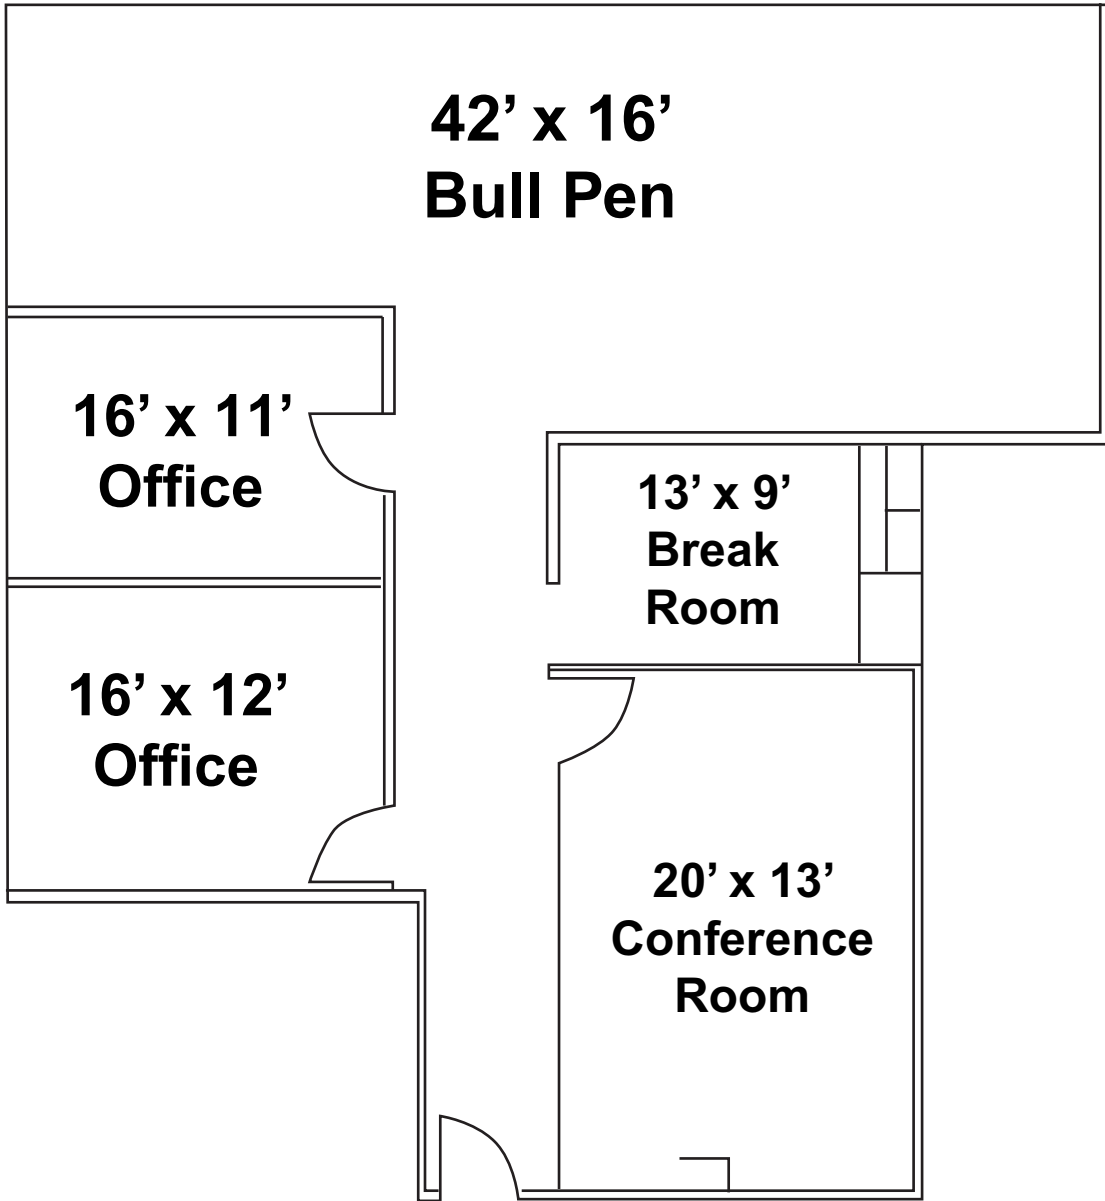 42’ x 16’
Bull Pen
16’ x 11’
Office
13’ x 9’
Break
Room
16’ x 12’
Office
20’ x 13’
Conference
Room